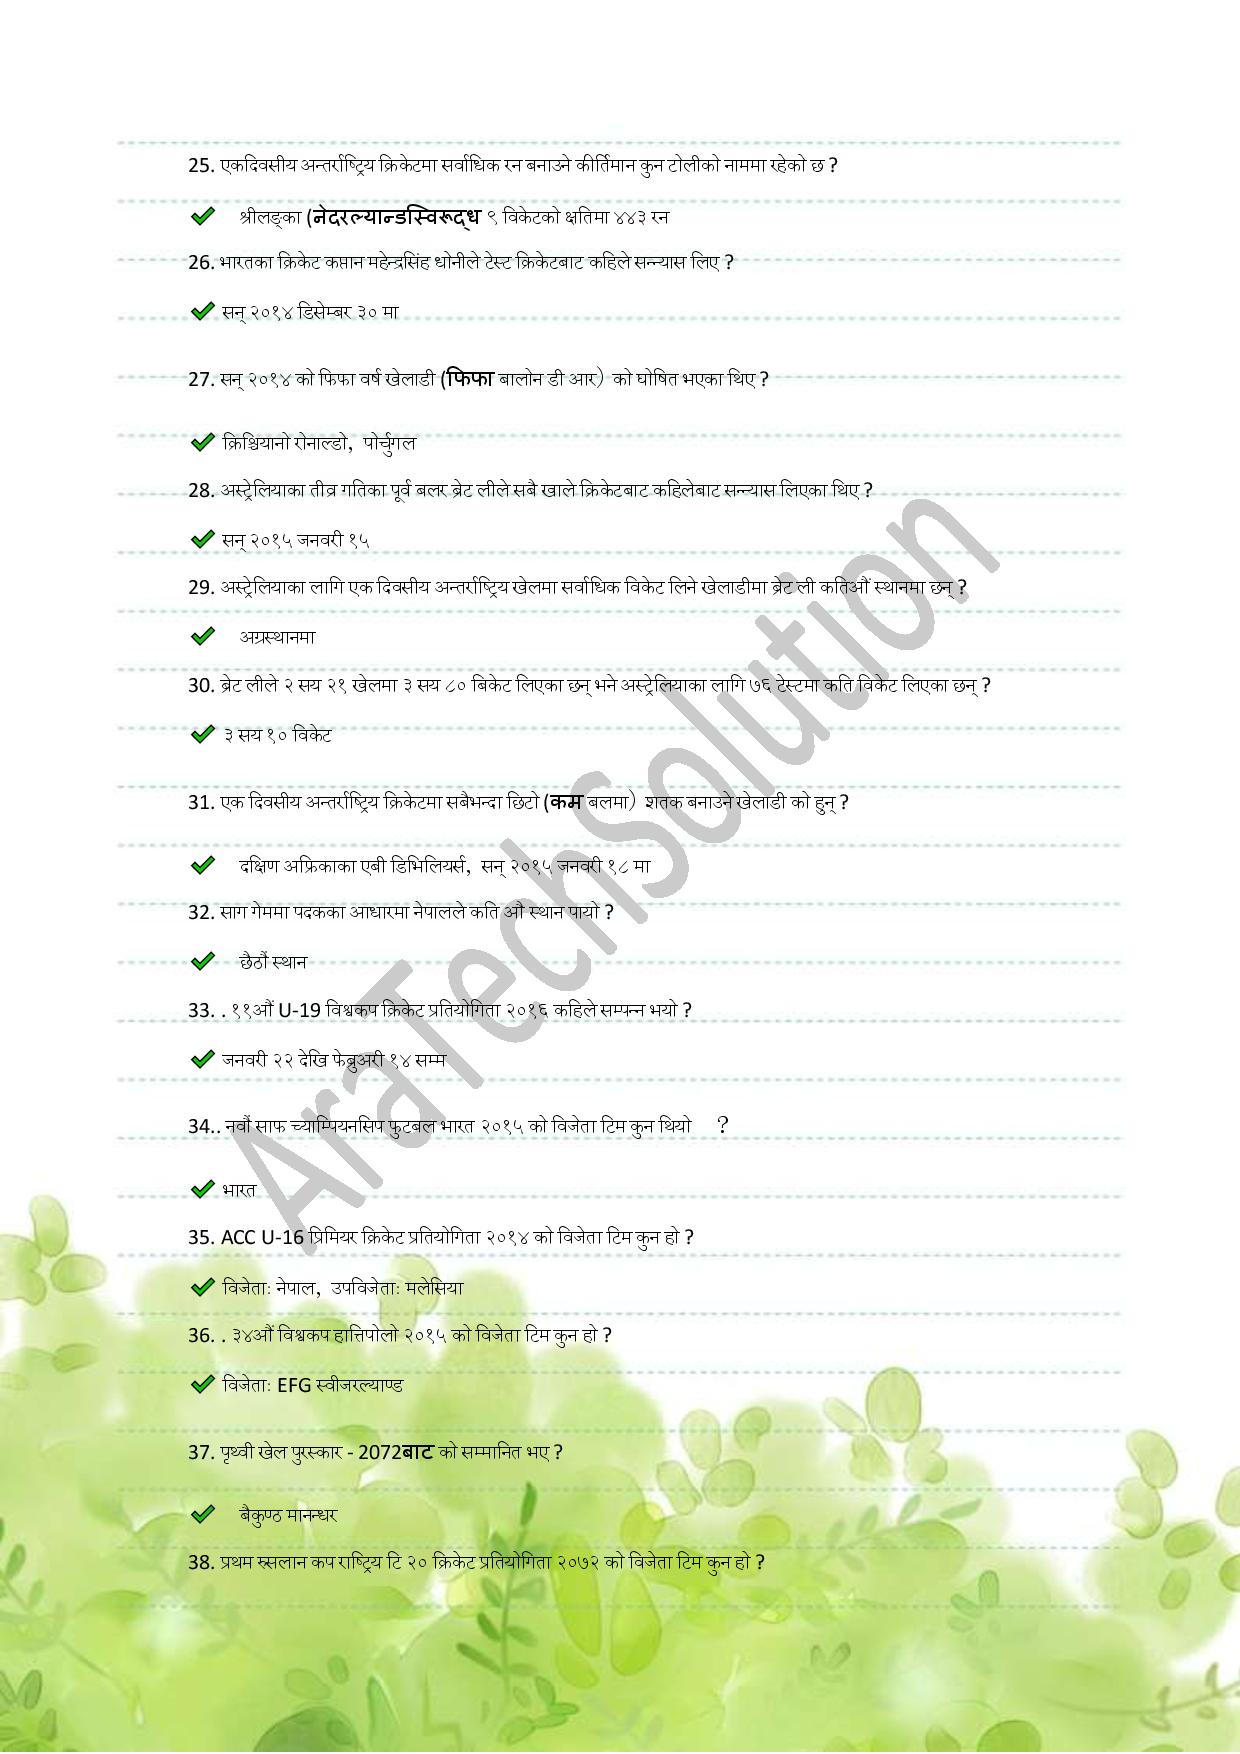 25. एकदिवसीय अन्तर्राष्ट्रिय क्रिकेटमा सर्वाधिक रन बनाउने कीर्तिमान कुन टोलीको नाममा रहेको छ ?
श्रीलङ्का (नेदरल्यान्डस्विरूद्ध ९ विकेटको क्षतिमा ४४३ रन
26. भारतका क्रिकेट कप्तान महेन्द्रसिंह धोनीले टेस्ट क्रिकेटबाट कहिले सन्न्यास लिए ?
सन् २०१४ डिसेम्बर ३० मा
27. सन् २०१४ को फिफा वर्ष खेलाडी (फिफा बालोन डी आर) को घोषित भएका थिए ?
क्रिश्चियानो रोनाल्डो, पोर्चुगल
28. अस्ट्रेलियाका तीव्र गतिका पूर्व बलर ब्रेट लीले सबै खाले क्रिकेटबाट कहिलेबाट सन्न्यास लिएका थिए ?
सन् २०१५ जनवरी १५
29. अस्ट्रेलियाका लागि एक दिवसीय अन्तर्राष्ट्रिय खेलमा सर्वाधिक विकेट लिने खेलाडीमा ब्रेट ली कतिऔं स्थानमा छन् ?
अग्रस्थानमा
30. ब्रेट लीले २ सय २१ खेलमा ३ सय ८० बिकेट लिएका छन् भने अस्ट्रेलियाका लागि ७६ टेस्टमा कति विकेट लिएका छन् ?
३ सय १० विकेट
31. एक दिवसीय अन्तर्राष्ट्रिय क्रिकेटमा सबैभन्दा छिटो (कम बलमा) शतक बनाउने खेलाडी को हुन् ?
दक्षिण अफ्रिकाका एबी डिभिलियर्स, सन् २०१५ जनवरी १८ मा
32. साग गेममा पदकका आधारमा नेपालले कति औ स्थान पायो ?
छैठौं स्थान
33. . ११औं U-19 विश्वकप क्रिकेट प्रतियोगिता २०१६ कहिले सम्पन्न भयो ?
जनवरी २२ देखि फेब्रुअरी १४ सम्म
34.. नवौं साफ च्याम्पियनसिप फुटबल भारत २०१५ को विजेता टिम कुन थियो ?
भारत
35. ACC U-16 प्रिमियर क्रिकेट प्रतियोगिता २०१४ को विजेता टिम कुन हो ?
विजेताः नेपाल, उपविजेताः मलेसिया
36. . ३४औं विश्वकप हात्तिपोलो २०१५ को विजेता टिम कुन हो ?
विजेताः EFG स्वीजरल्याण्ड
37. पृथ्वी खेल पुरस्कार - 2072बाट को सम्मानित भए ?
बैकुण्ठ मानन्धर
38. प्रथम रुसलान कप राष्ट्रिय टि २० क्रिकेट प्रतियोगिता २०७२ को विजेता टिम कुन हो ?
AraTechSolution